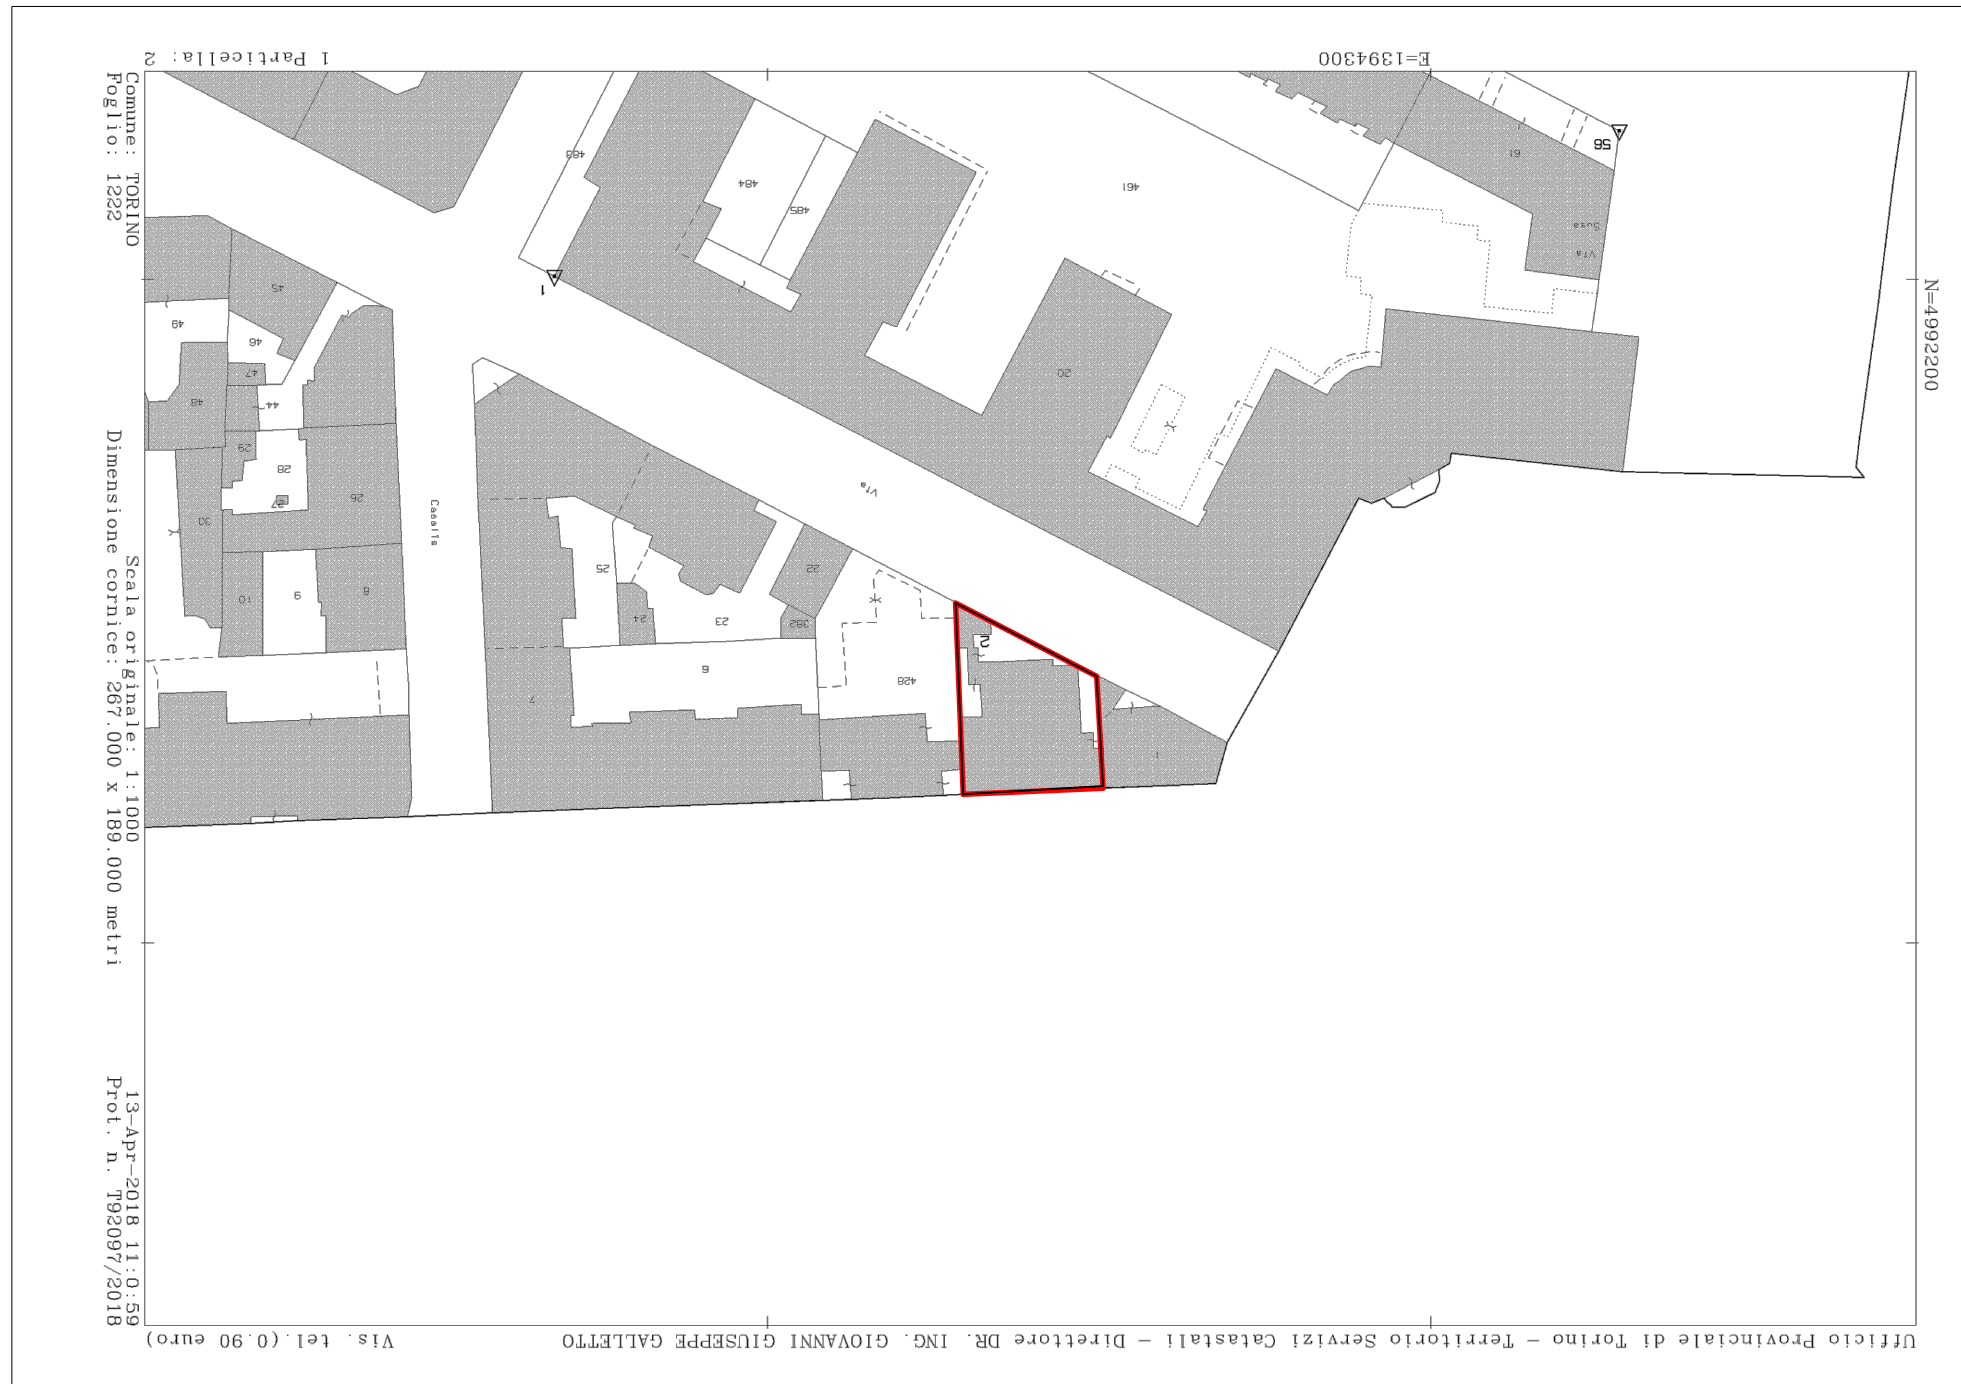 1 Particella: 2
E=1394300
N=4992200
Comune: TORINO
Foglio: 1222
Scala originale: 1:1000
Dimensione cornice: 267.000 x 189.000 metri
13-Apr-2018 11:0:59
Prot. n. T92097/2018
Ufficio Provinciale di Torino - Territorio Servizi Catastali - Direttore DR. ING. GIOVANNI GIUSEPPE GALLETTO
Vis. tel. (0.90 euro)
483
484
485
461
61
56
Via
Susa
1
20
45
49
46
47
48
44
29
28
27
26
30
10
9
8
Casalis
Via
25
24
23
22
382
6
7
428
2
1